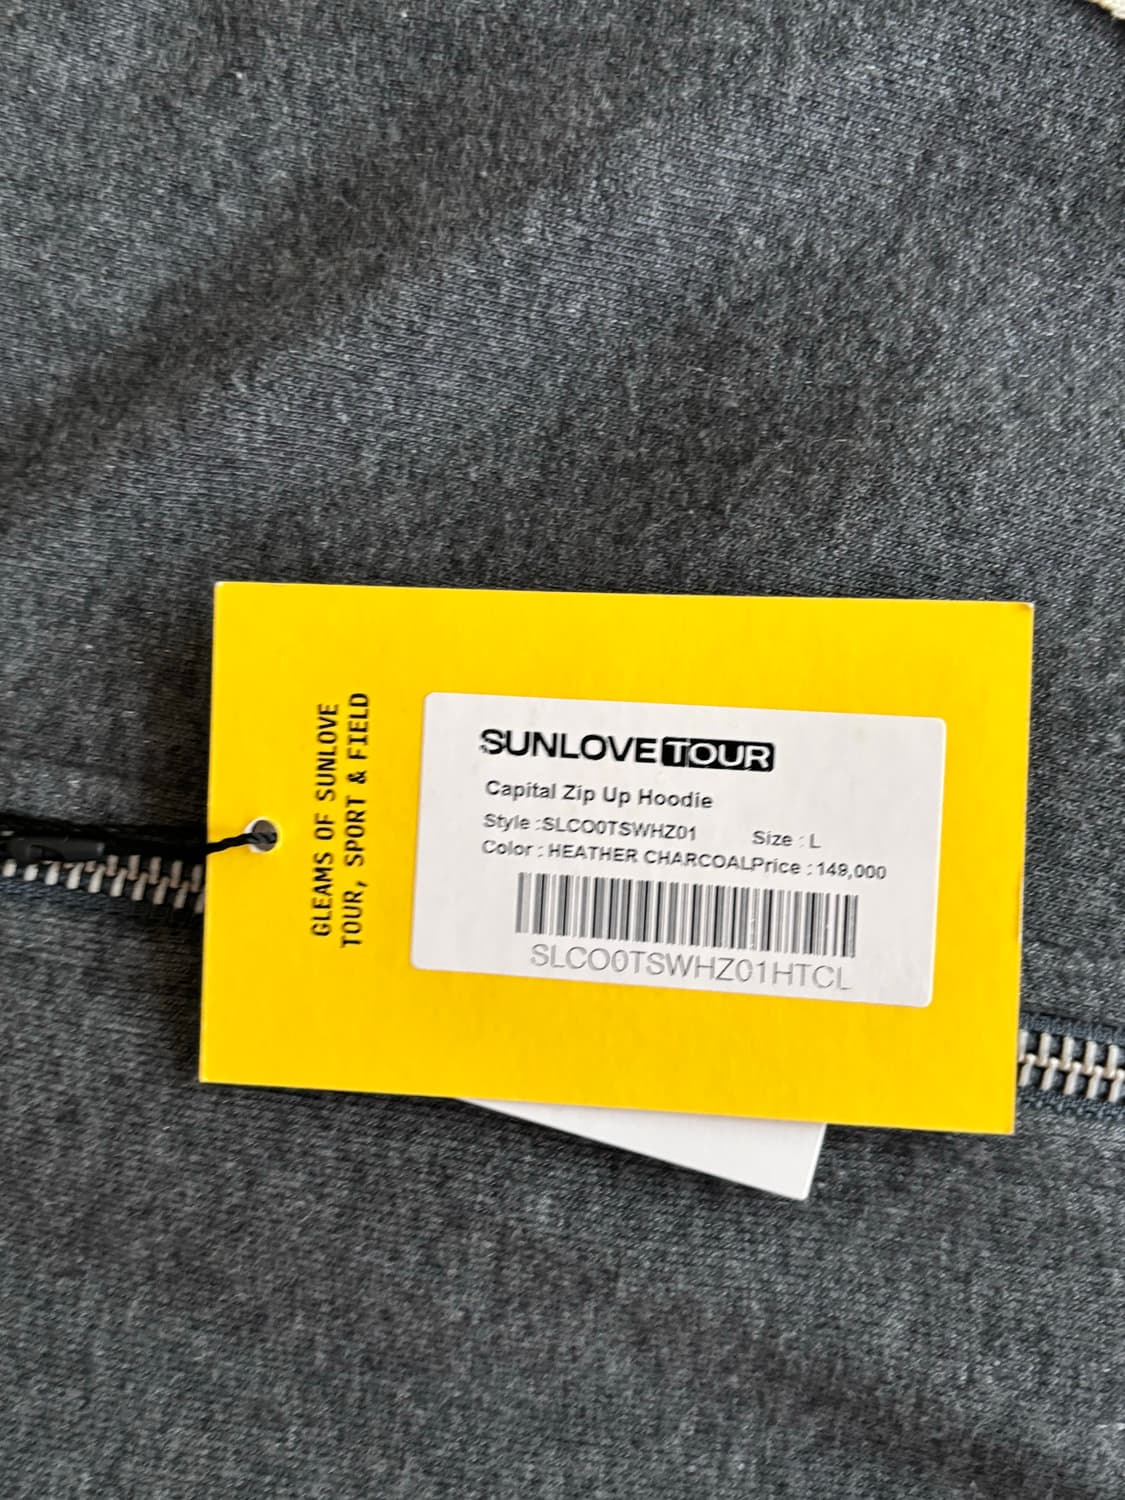 GLEAMS OF SUNLOVE
TOUR, SPORT & FIELD
SUNLOVE TOUR
Capital Zip Up Hoodie
Style :SLCO0TSWHZ01 Size : L
Color : HEATHER CHARCOALPrice : 149,000
SLCO0TSWHZ01HTCL